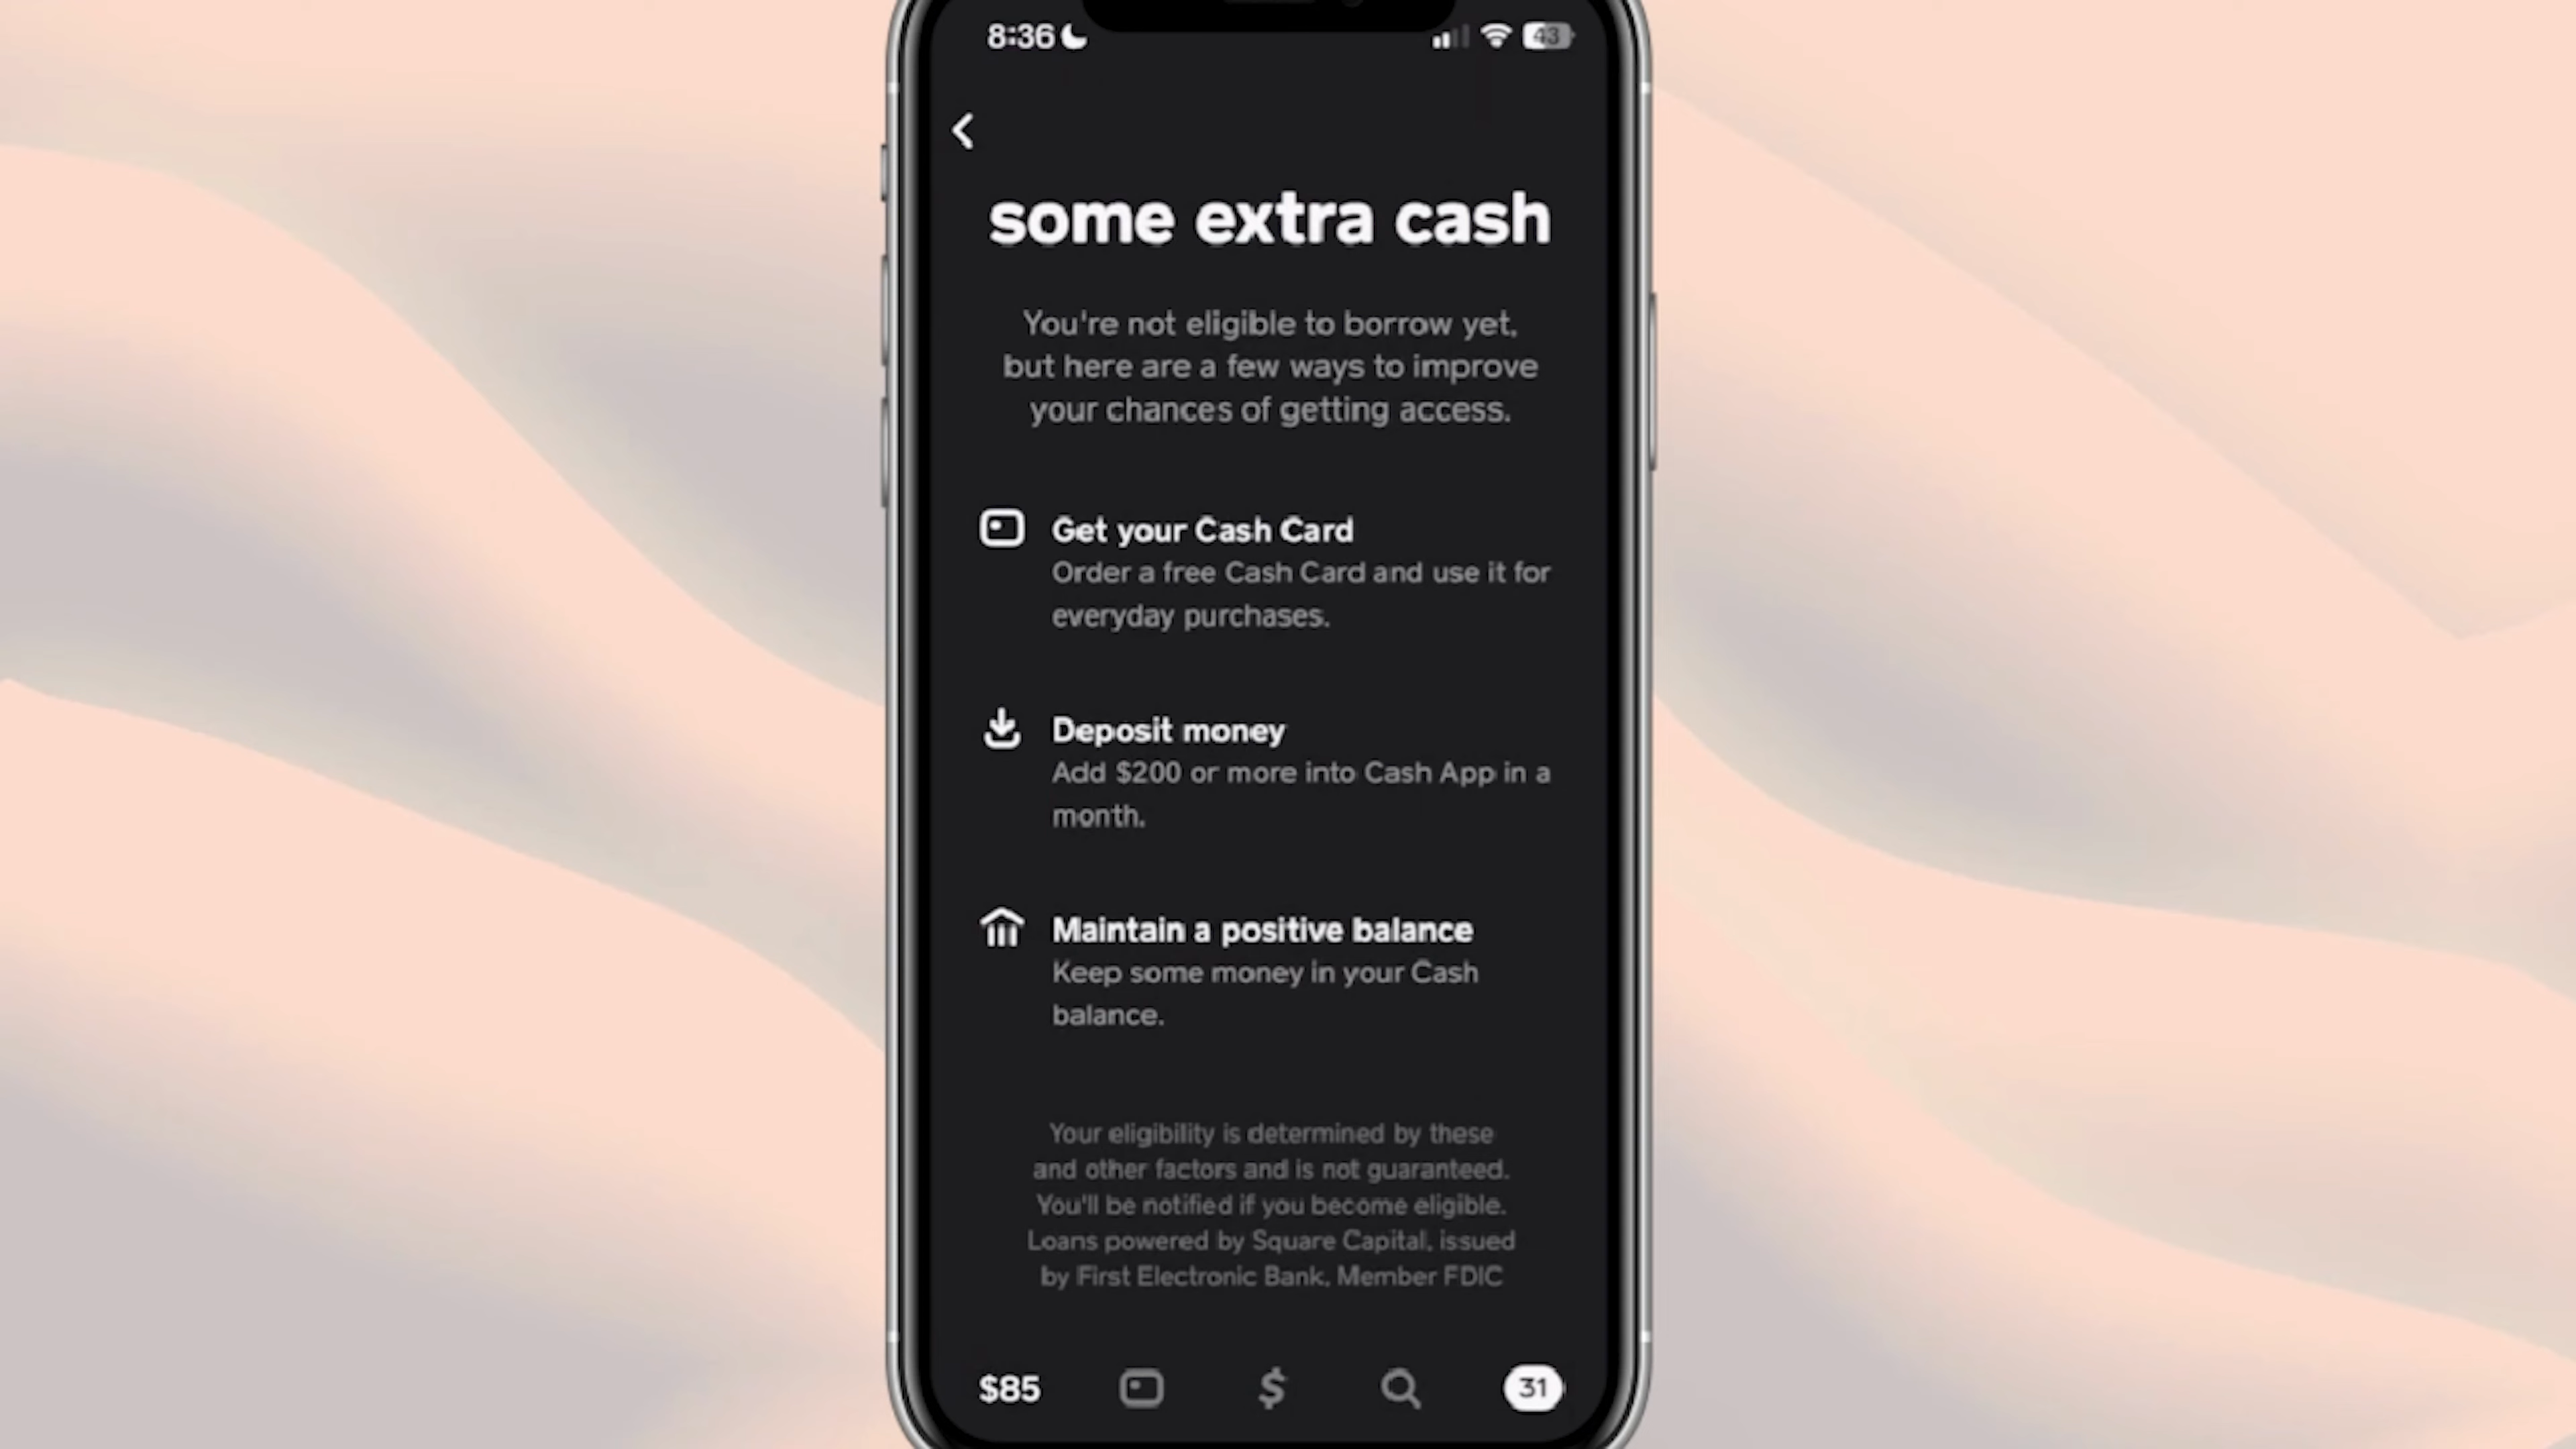 8:36
43
some extra cash
You're not eligible to borrow yet,
but here are a few ways to improve
your chances of getting access.
Get your Cash Card
Order a free Cash Card and use it for
everyday purchases.
Deposit money
Add $200 or more into Cash App in a
month.
Maintain a positive balance
Keep some money in your Cash
balance.
Your eligibility is determined by these
and other factors and is not guaranteed.
You'll be notified if you become eligible.
Loans powered by Square Capital, issued
by First Electronic Bank, Member FDIC
$85
$
31